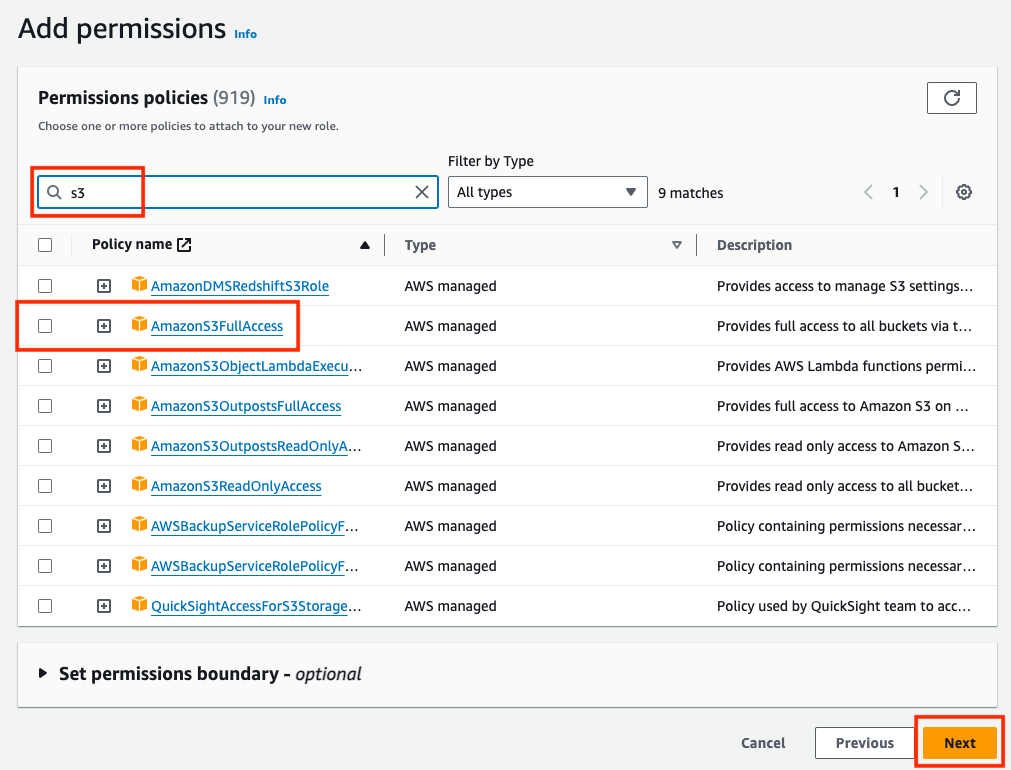 Add permissions Info
Permissions policies (919) Info
Choose one or more policies to attach to your new role.
Filter by Type
s3
All types
9 matches
1
Policy name
Type
Description
AmazonDMSRedshiftS3Role AWS managed Provides access to manage S3 settings...
AmazonS3FullAccess AWS managed Provides full access to all buckets via t...
AmazonS3ObjectLambdaExecu... AWS managed Provides AWS Lambda functions permi...
AmazonS3OutpostsFullAccess AWS managed Provides full access to Amazon S3 on ...
AmazonS3OutpostsReadOnlyA... AWS managed Provides read only access to Amazon S...
AmazonS3ReadOnlyAccess AWS managed Provides read only access to all bucket...
AWSBackupServiceRolePolicyF... AWS managed Policy containing permissions necessar...
AWSBackupServiceRolePolicyF... AWS managed Policy containing permissions necessar...
QuickSightAccessForS3Storage... AWS managed Policy used by QuickSight team to acc...
Set permissions boundary - optional
Cancel
Previous
Next